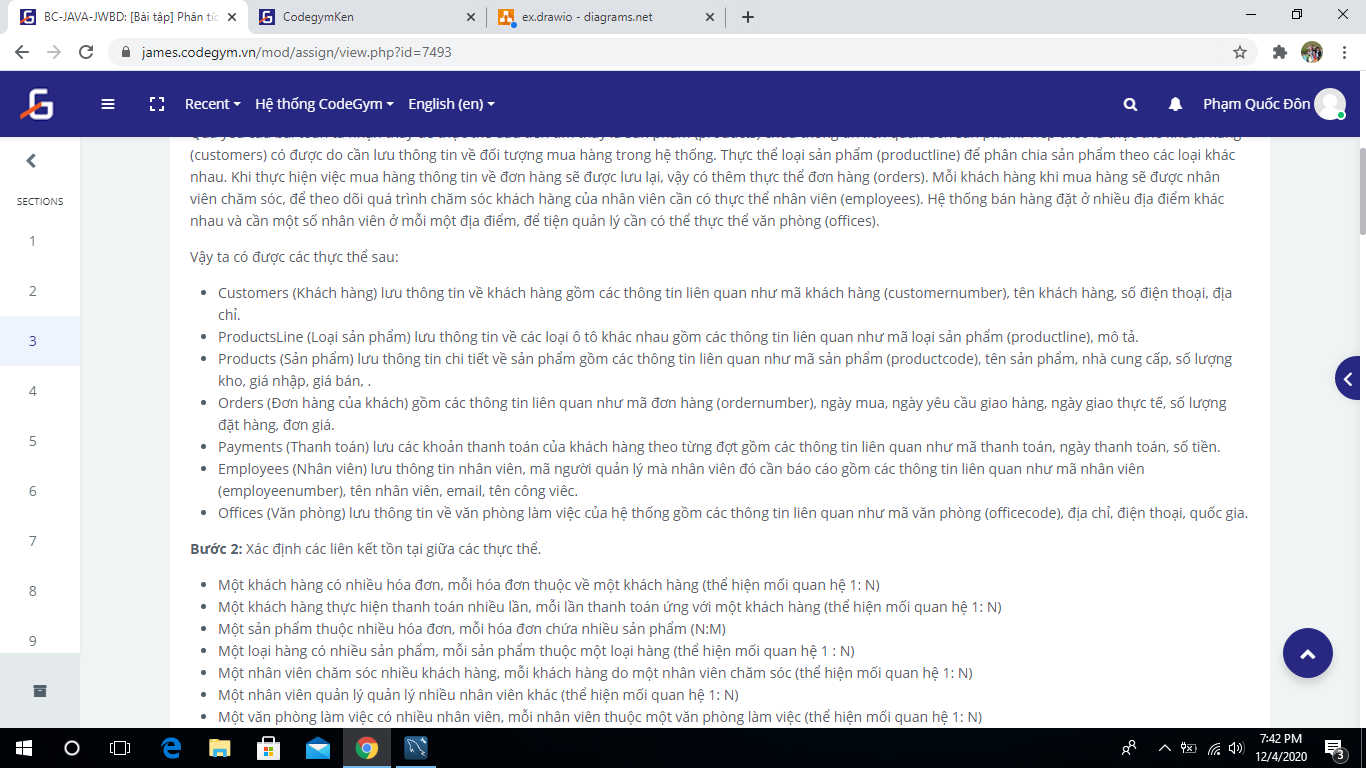 BC-JAVA-JWBD: [Bài tập] Phân tíc
CodegymKen
ex.drawio - diagrams.net
james.codegym.vn/mod/assign/view.php?id=7493
Recent
Hệ thống CodeGym
English (en)
Phạm Quốc Đôn
SECTIONS
1
2
3
4
5
6
7
8
9
(customers) có được do cần lưu thông tin về đối tượng mua hàng trong hệ thống. Thực thể loại sản phẩm (productline) để phân chia sản phẩm theo các loại khác
nhau. Khi thực hiện việc mua hàng thông tin về đơn hàng sẽ được lưu lại, vậy có thêm thực thể đơn hàng (orders). Mỗi khách hàng khi mua hàng sẽ được nhân
viên chăm sóc, để theo dõi quá trình chăm sóc khách hàng của nhân viên cần có thực thể nhân viên (employees). Hệ thống bán hàng đặt ở nhiều địa điểm khác
nhau và cần một số nhân viên ở mỗi một địa điểm, để tiện quản lý cần có thể thực thể văn phòng (offices).
Vậy ta có được các thực thể sau:
• Customers (Khách hàng) lưu thông tin về khách hàng gồm các thông tin liên quan như mã khách hàng (customernumber), tên khách hàng, số điện thoại, địa
chỉ.
• ProductsLine (Loại sản phẩm) lưu thông tin về các loại ô tô khác nhau gồm các thông tin liên quan như mã loại sản phẩm (productline), mô tả.
• Products (Sản phẩm) lưu thông tin chi tiết về sản phẩm gồm các thông tin liên quan như mã sản phẩm (productcode), tên sản phẩm, nhà cung cấp, số lượng
kho, giá nhập, giá bán, .
• Orders (Đơn hàng của khách) gồm các thông tin liên quan như mã đơn hàng (ordernumber), ngày mua, ngày yêu cầu giao hàng, ngày giao thực tế, số lượng
đặt hàng, đơn giá.
• Payments (Thanh toán) lưu các khoản thanh toán của khách hàng theo từng đợt gồm các thông tin liên quan như mã thanh toán, ngày thanh toán, số tiền.
• Employees (Nhân viên) lưu thông tin nhân viên, mã người quản lý mà nhân viên đó cần báo cáo gồm các thông tin liên quan như mã nhân viên
(employeenumber), tên nhân viên, email, tên công viêc.
• Offices (Văn phòng) lưu thông tin về văn phòng làm việc của hệ thống gồm các thông tin liên quan như mã văn phòng (officecode), địa chỉ, điện thoại, quốc gia.
Bước 2: Xác định các liên kết tồn tại giữa các thực thể.
• Một khách hàng có nhiều hóa đơn, mỗi hóa đơn thuộc về một khách hàng (thể hiện mối quan hệ 1: N)
• Một khách hàng thực hiện thanh toán nhiều lần, mỗi lần thanh toán ứng với một khách hàng (thể hiện mối quan hệ 1: N)
• Một sản phẩm thuộc nhiều hóa đơn, mỗi hóa đơn chứa nhiều sản phẩm (N:M)
• Một loại hàng có nhiều sản phẩm, mỗi sản phẩm thuộc một loại hàng (thể hiện mối quan hệ 1 : N)
• Một nhân viên chăm sóc nhiều khách hàng, mỗi khách hàng do một nhân viên chăm sóc (thể hiện mối quan hệ 1: N)
• Một nhân viên quản lý quản lý nhiều nhân viên khác (thể hiện mối quan hệ 1: N)
• Một văn phòng làm việc có nhiều nhân viên, mỗi nhân viên thuộc một văn phòng làm việc (thể hiện mối quan hệ 1: N)
7:42 PM
12/4/2020
3